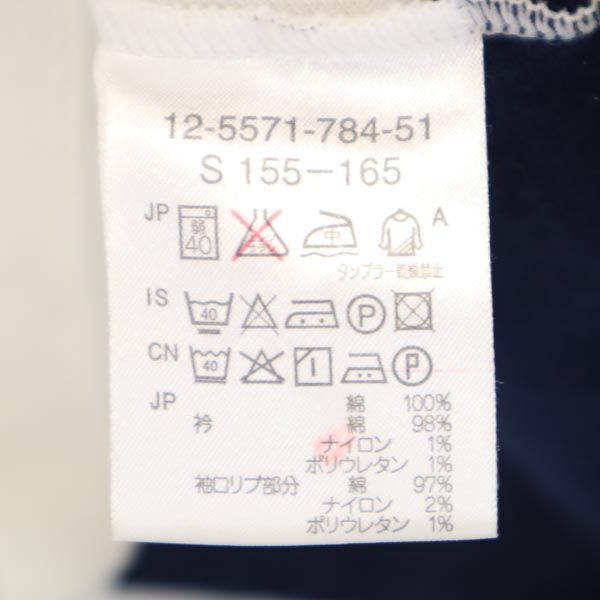 12-5571-784-51
S 155-165
JP 弱 40 中 A
タンブラー乾燥禁止
IS 40 P
CN 40 P
JP 綿 100%
衿 綿 98%
ナイロン 1%
ポリウレタン 1%
袖口リブ部分 綿 97%
ナイロン 2%
ポリウレタン 1%